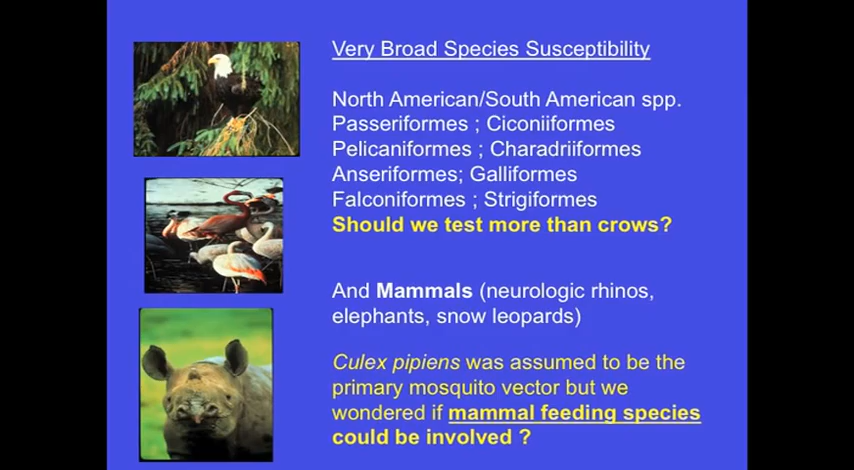 Very Broad Species Susceptibility
North American/South American spp.
Passeriformes ; Ciconiiformes
Pelicaniformes ; Charadriiformes
Anseriformes; Galliformes
Falconiformes ; Strigiformes
Should we test more than crows?
And Mammals (neurologic rhinos,
elephants, snow leopards)
Culex pipiens was assumed to be the
primary mosquito vector but we
wondered if mammal feeding species
could be involved ?